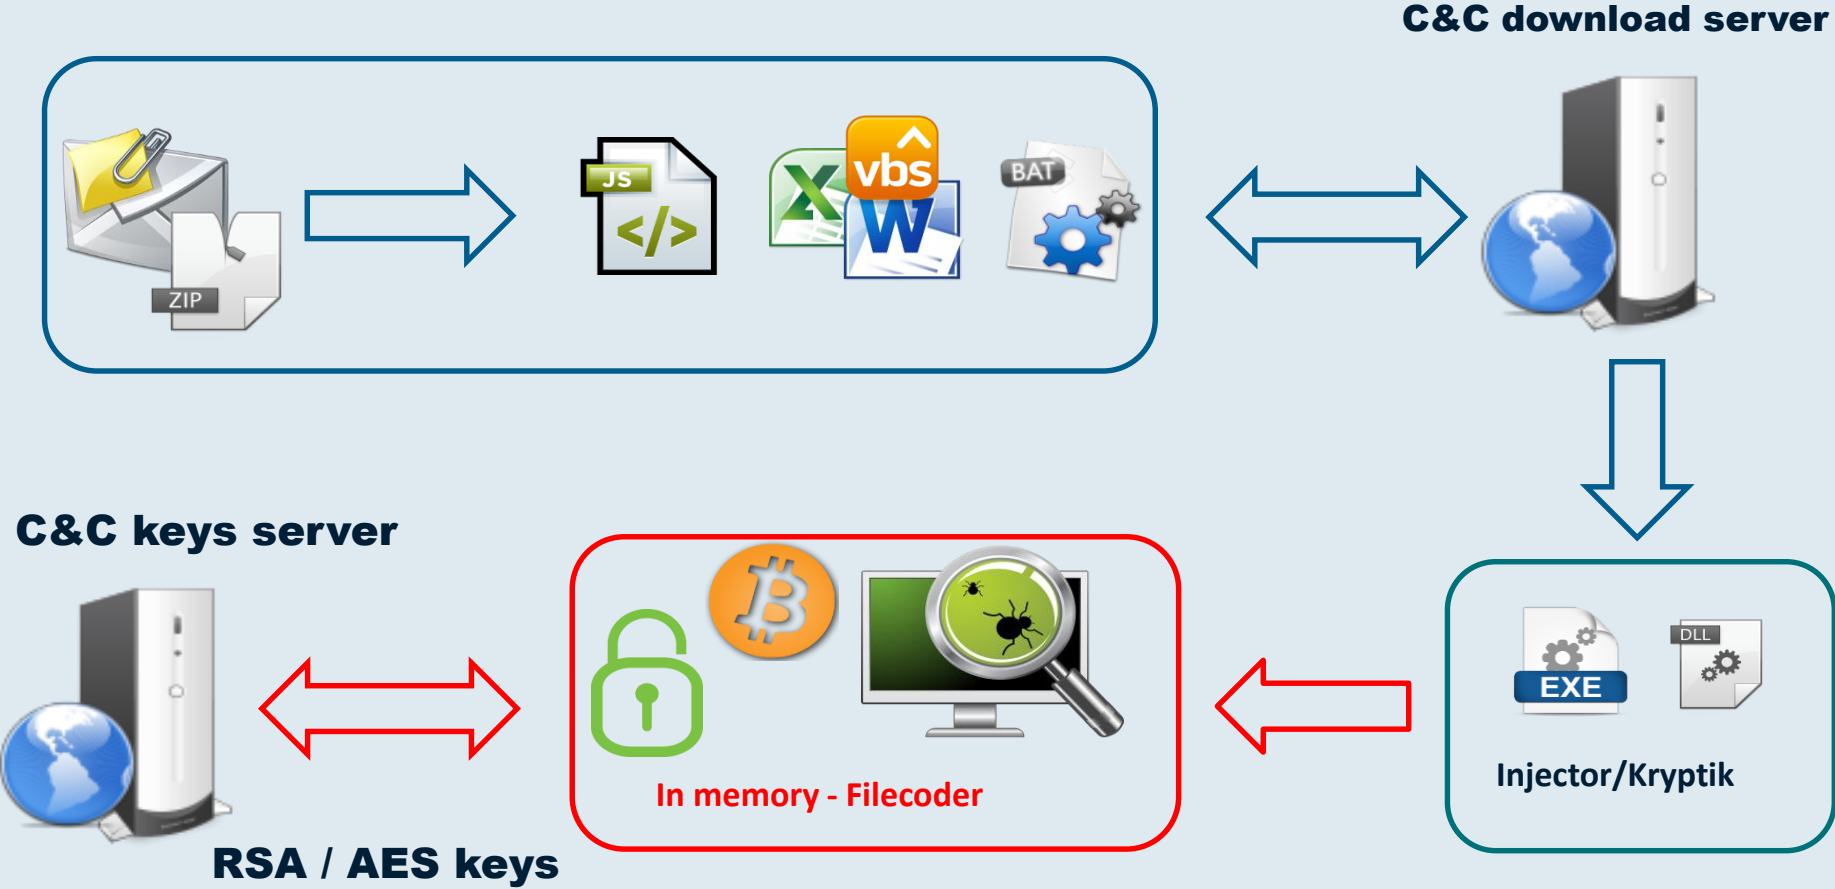 C&C download server
JS
</>
vbs
X
W
BAT
ZIP
C&C keys server
EXE
DLL
In memory - Filecoder
Injector/Kryptik
RSA / AES keys